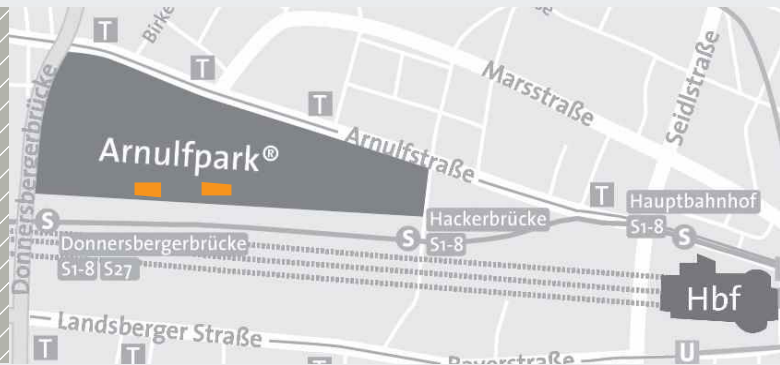 T
Birke
T
T
T
T
T
T
U
Marsstraße
Seidlstraße
Donnersbergerbrücke
Arnulfpark®
Arnulfstraße
Hackerbrücke
S1-8
Hauptbahnhof
S1-8
S
S
S
Donnersbergerbrücke
S1-8 S27
Hbf
Landsberger Straße
Bayerstraße